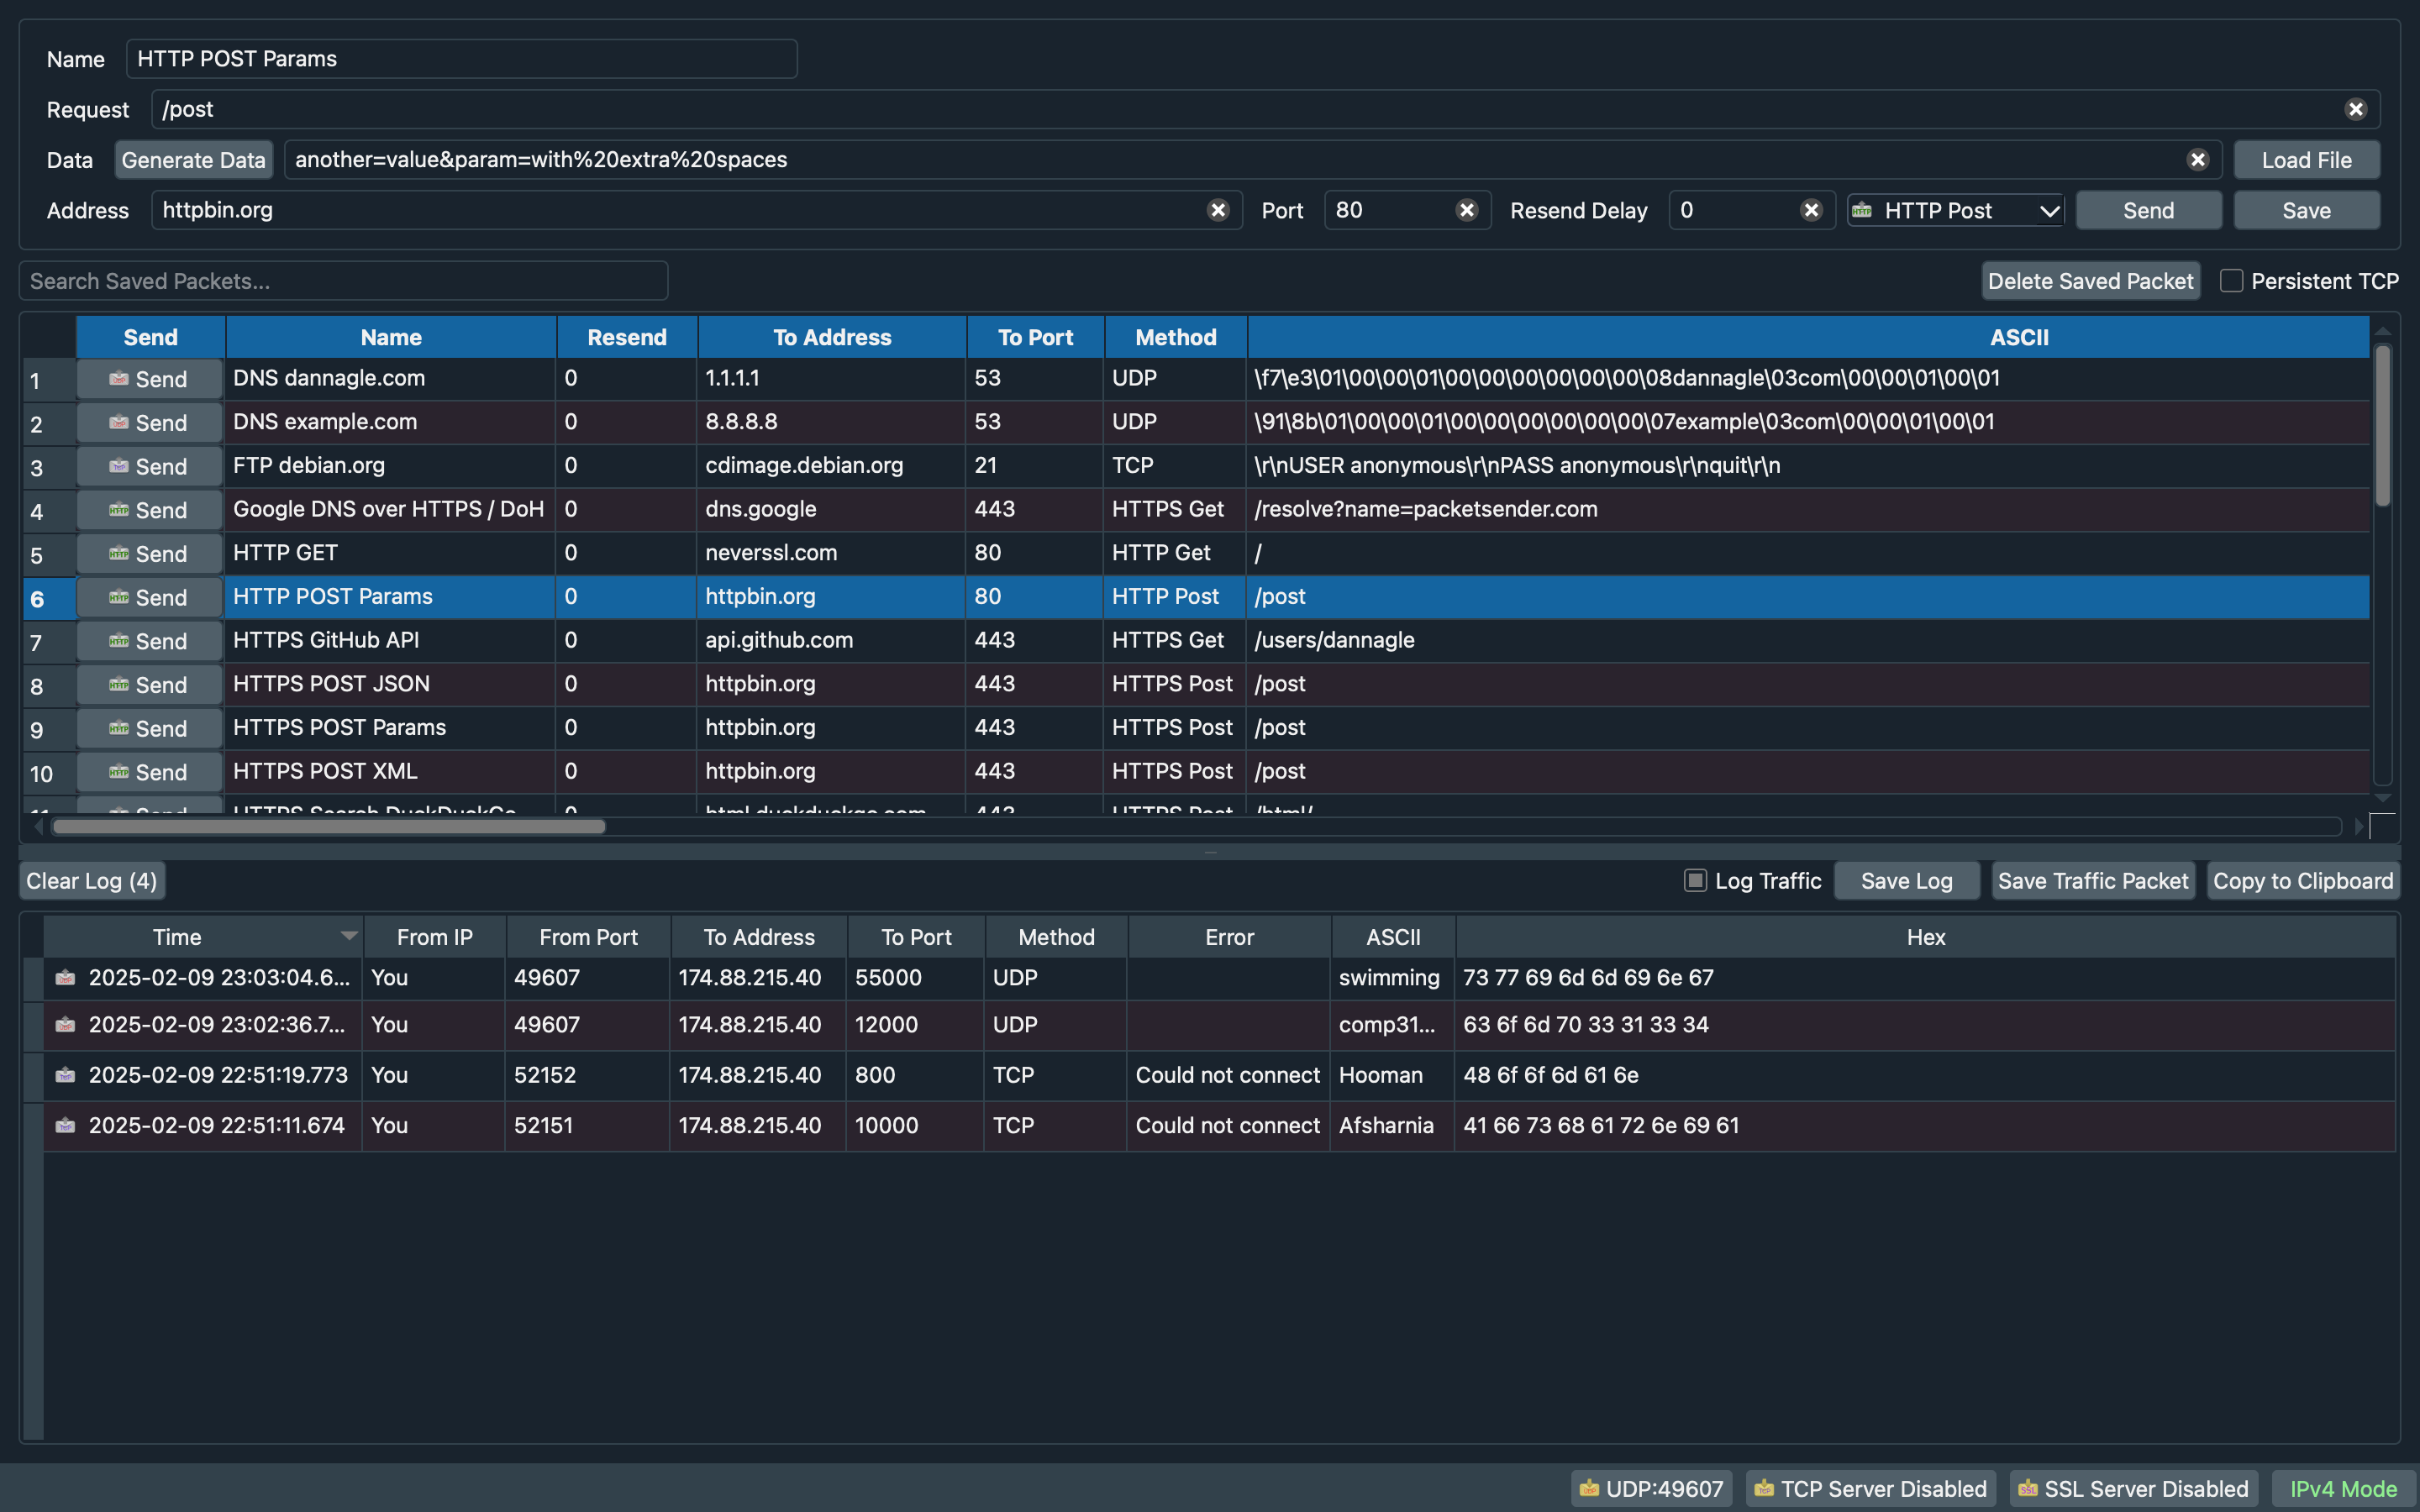 Name HTTP POST Params
Request /post
Data Generate Data another=value&param=with%20extra%20spaces Load File
Address httpbin.org Port 80 Resend Delay 0 HTTP Post Send Save
Search Saved Packets... Delete Saved Packet Persistent TCP
Send Name Resend To Address To Port Method ASCII
1 Send DNS dannagle.com 0 1.1.1.1 53 UDP \f7\e3\01\00\00\01\00\00\00\00\00\00\08dannagle\03com\00\00\01\00\01
2 Send DNS example.com 0 8.8.8.8 53 UDP \91\8b\01\00\00\01\00\00\00\00\00\00\07example\03com\00\00\01\00\01
3 Send FTP debian.org 0 cdimage.debian.org 21 TCP \r\nUSER anonymous\r\nPASS anonymous\r\nquit\r\n
4 Send Google DNS over HTTPS / DoH 0 dns.google 443 HTTPS Get /resolve?name=packetsender.com
5 Send HTTP GET 0 neverssl.com 80 HTTP Get /
6 Send HTTP POST Params 0 httpbin.org 80 HTTP Post /post
7 Send HTTPS GitHub API 0 api.github.com 443 HTTPS Get /users/dannagle
8 Send HTTPS POST JSON 0 httpbin.org 443 HTTPS Post /post
9 Send HTTPS POST Params 0 httpbin.org 443 HTTPS Post /post
10 Send HTTPS POST XML 0 httpbin.org 443 HTTPS Post /post
11 Send HTTPS Search DuckDuckGo 0 html.duckduckgo.com 443 HTTPS Post /html/
Clear Log (4) Log Traffic Save Log Save Traffic Packet Copy to Clipboard
Time From IP From Port To Address To Port Method Error ASCII Hex
2025-02-09 23:03:04.6... You 49607 174.88.215.40 55000 UDP swimming 73 77 69 6d 6d 69 6e 67
2025-02-09 23:02:36.7... You 49607 174.88.215.40 12000 UDP comp31... 63 6f 6d 70 33 31 33 34
2025-02-09 22:51:19.773 You 52152 174.88.215.40 800 TCP Could not connect Hooman 48 6f 6f 6d 61 6e
2025-02-09 22:51:11.674 You 52151 174.88.215.40 10000 TCP Could not connect Afsharnia 41 66 73 68 61 72 6e 69 61
UDP:49607 TCP Server Disabled SSL Server Disabled IPv4 Mode